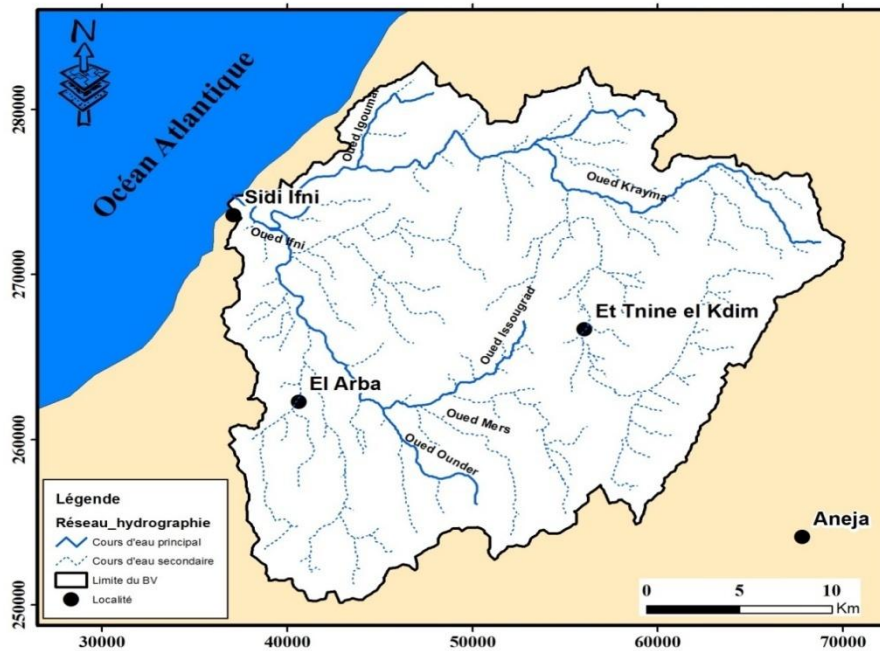 N
Océan Atlantique
280000
270000
260000
250000
Oued Igoumar
Oued Krayma
Sidi Ifni
Oued Ifni
Oued Issougrad
Et Tnine el Kdim
El Arba
Oued Mers
Oued Ounder
Aneja
Légende
Réseau_hydrographie
Cours d'eau principal
Cours d'eau secondaire
Limite du BV
Localité
0 5 10
Km
30000 40000 50000 60000 70000